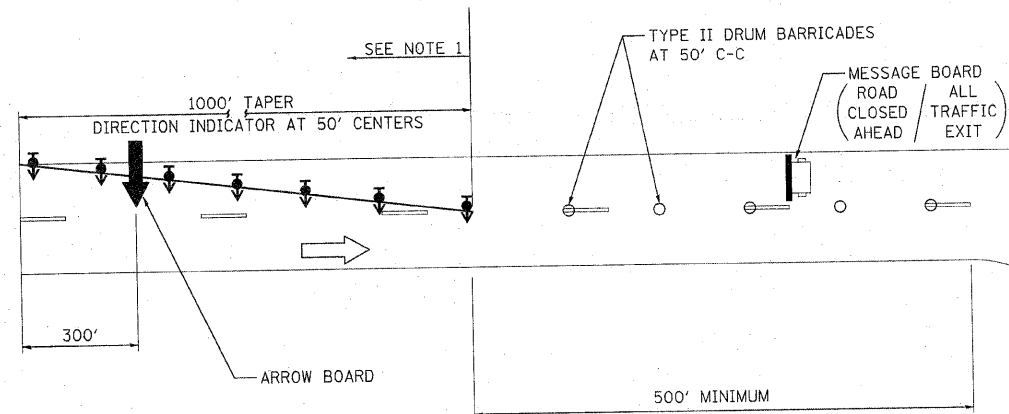 TYPE II DRUM BARRICADES
AT 50' C-C
SEE NOTE 1
MESSAGE BOARD
(ROAD CLOSED AHEAD / ALL TRAFFIC EXIT)
1000' TAPER
DIRECTION INDICATOR AT 50' CENTERS
300'
ARROW BOARD
500' MINIMUM